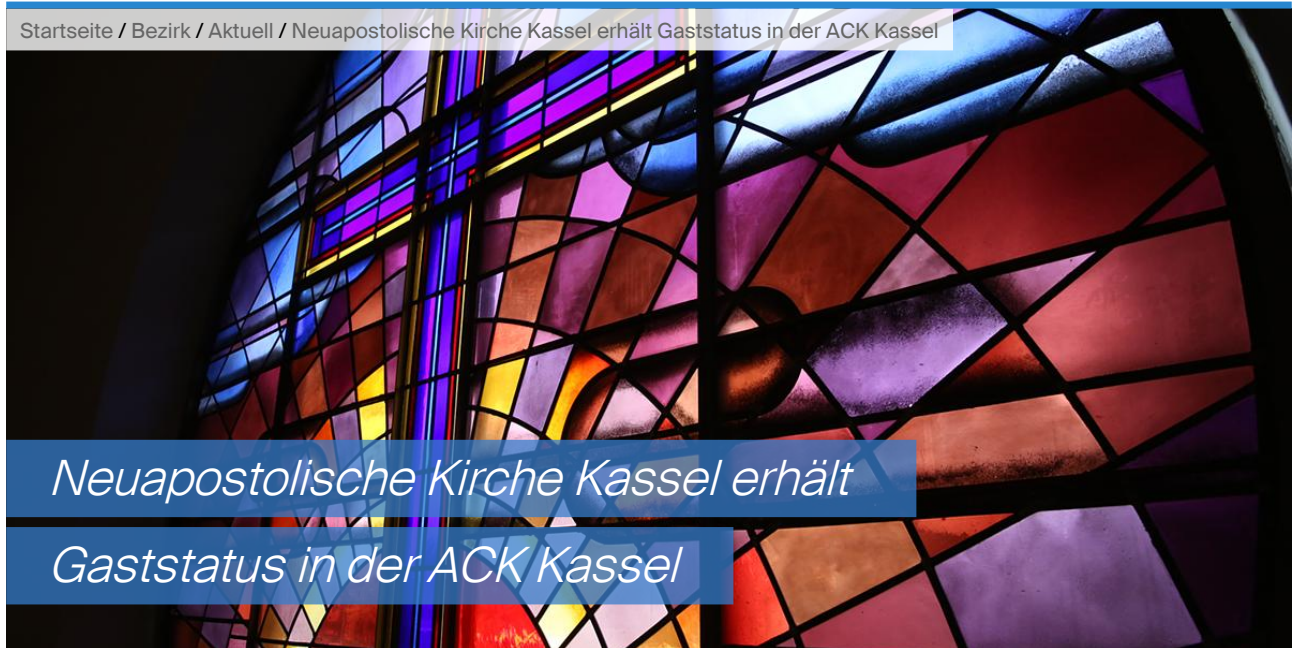 Startseite / Bezirk / Aktuell / Neuapostolische Kirche Kassel erhält Gaststatus in der ACK Kassel
Neuapostolische Kirche Kassel erhält
Gaststatus in der ACK Kassel